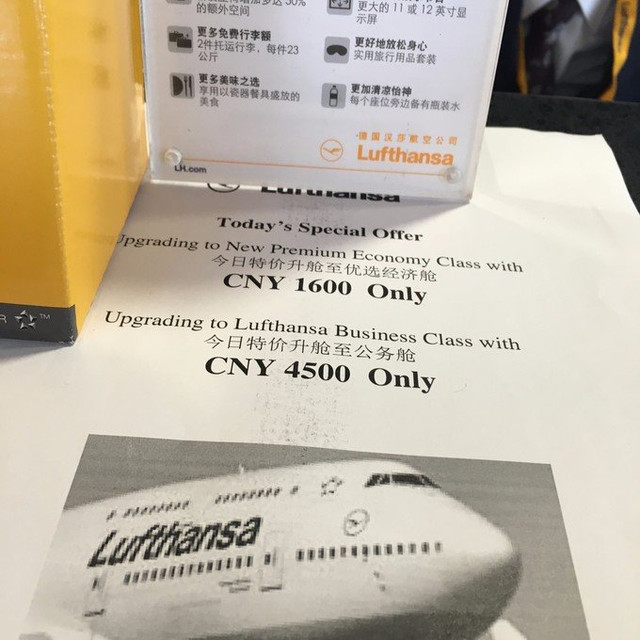 的额外空间
更大的 11 或 12 英寸显
示屏
更多免费行李额
2件托运行李，每件23
公斤
更好地放松身心
实用旅行用品套装
更多美味之选
享用以瓷器餐具盛放的
美食
更加清凉怡神
每个座位旁边备有瓶装水
德国汉莎航空公司
Lufthansa
LH.com
Lufthansa
Today's Special Offer
Upgrading to New Premium Economy Class with
今日特价升舱至优选经济舱
CNY 1600 Only
Upgrading to Lufthansa Business Class with
今日特价升舱至公务舱
CNY 4500 Only
R ™
Lufthansa